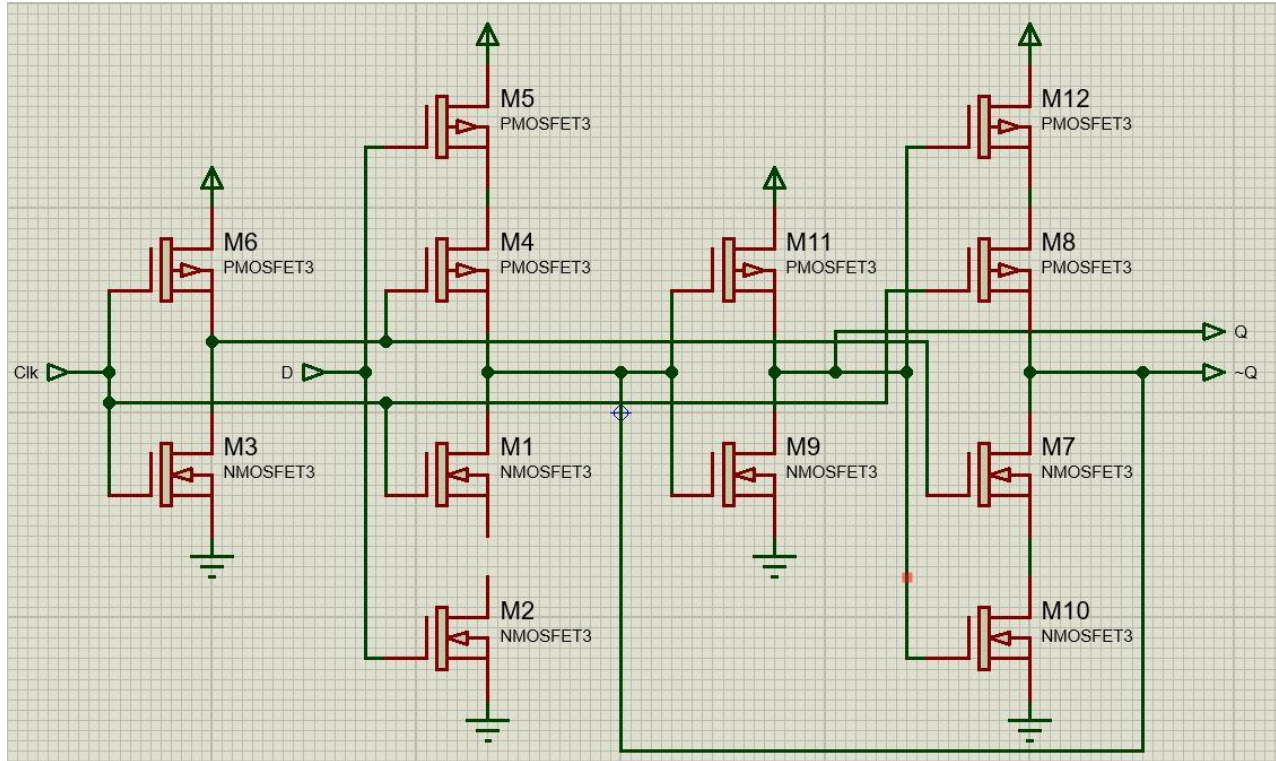 M5
PMOSFET3
M12
PMOSFET3
M6
PMOSFET3
M4
PMOSFET3
M11
PMOSFET3
M8
PMOSFET3
Q
Clk
D
~Q
M3
NMOSFET3
M1
NMOSFET3
M9
NMOSFET3
M7
NMOSFET3
M2
NMOSFET3
M10
NMOSFET3